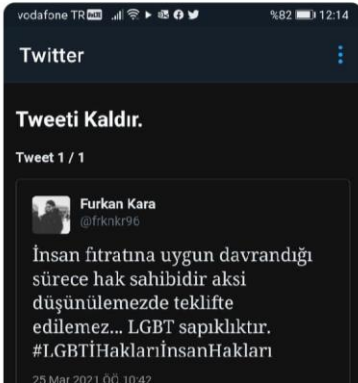 vodafone TR %82 12:14
Twitter
Tweeti Kaldır.
Tweet 1 / 1
Furkan Kara
@frknkr96
İnsan fıtratına uygun davrandığı
sürece hak sahibidir aksi
düşünülemezde teklifte
edilemez... LGBT sapıklıktır.
#LGBTİHaklarıİnsanHakları
25 Mar 2021 ÖÖ 10:42